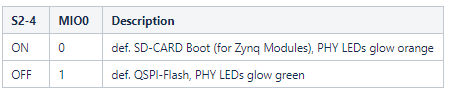 S2-4 MIO0 Description
ON 0 def. SD-CARD Boot (for Zynq Modules), PHY LEDs glow orange
OFF 1 def. QSPI-Flash, PHY LEDs glow green